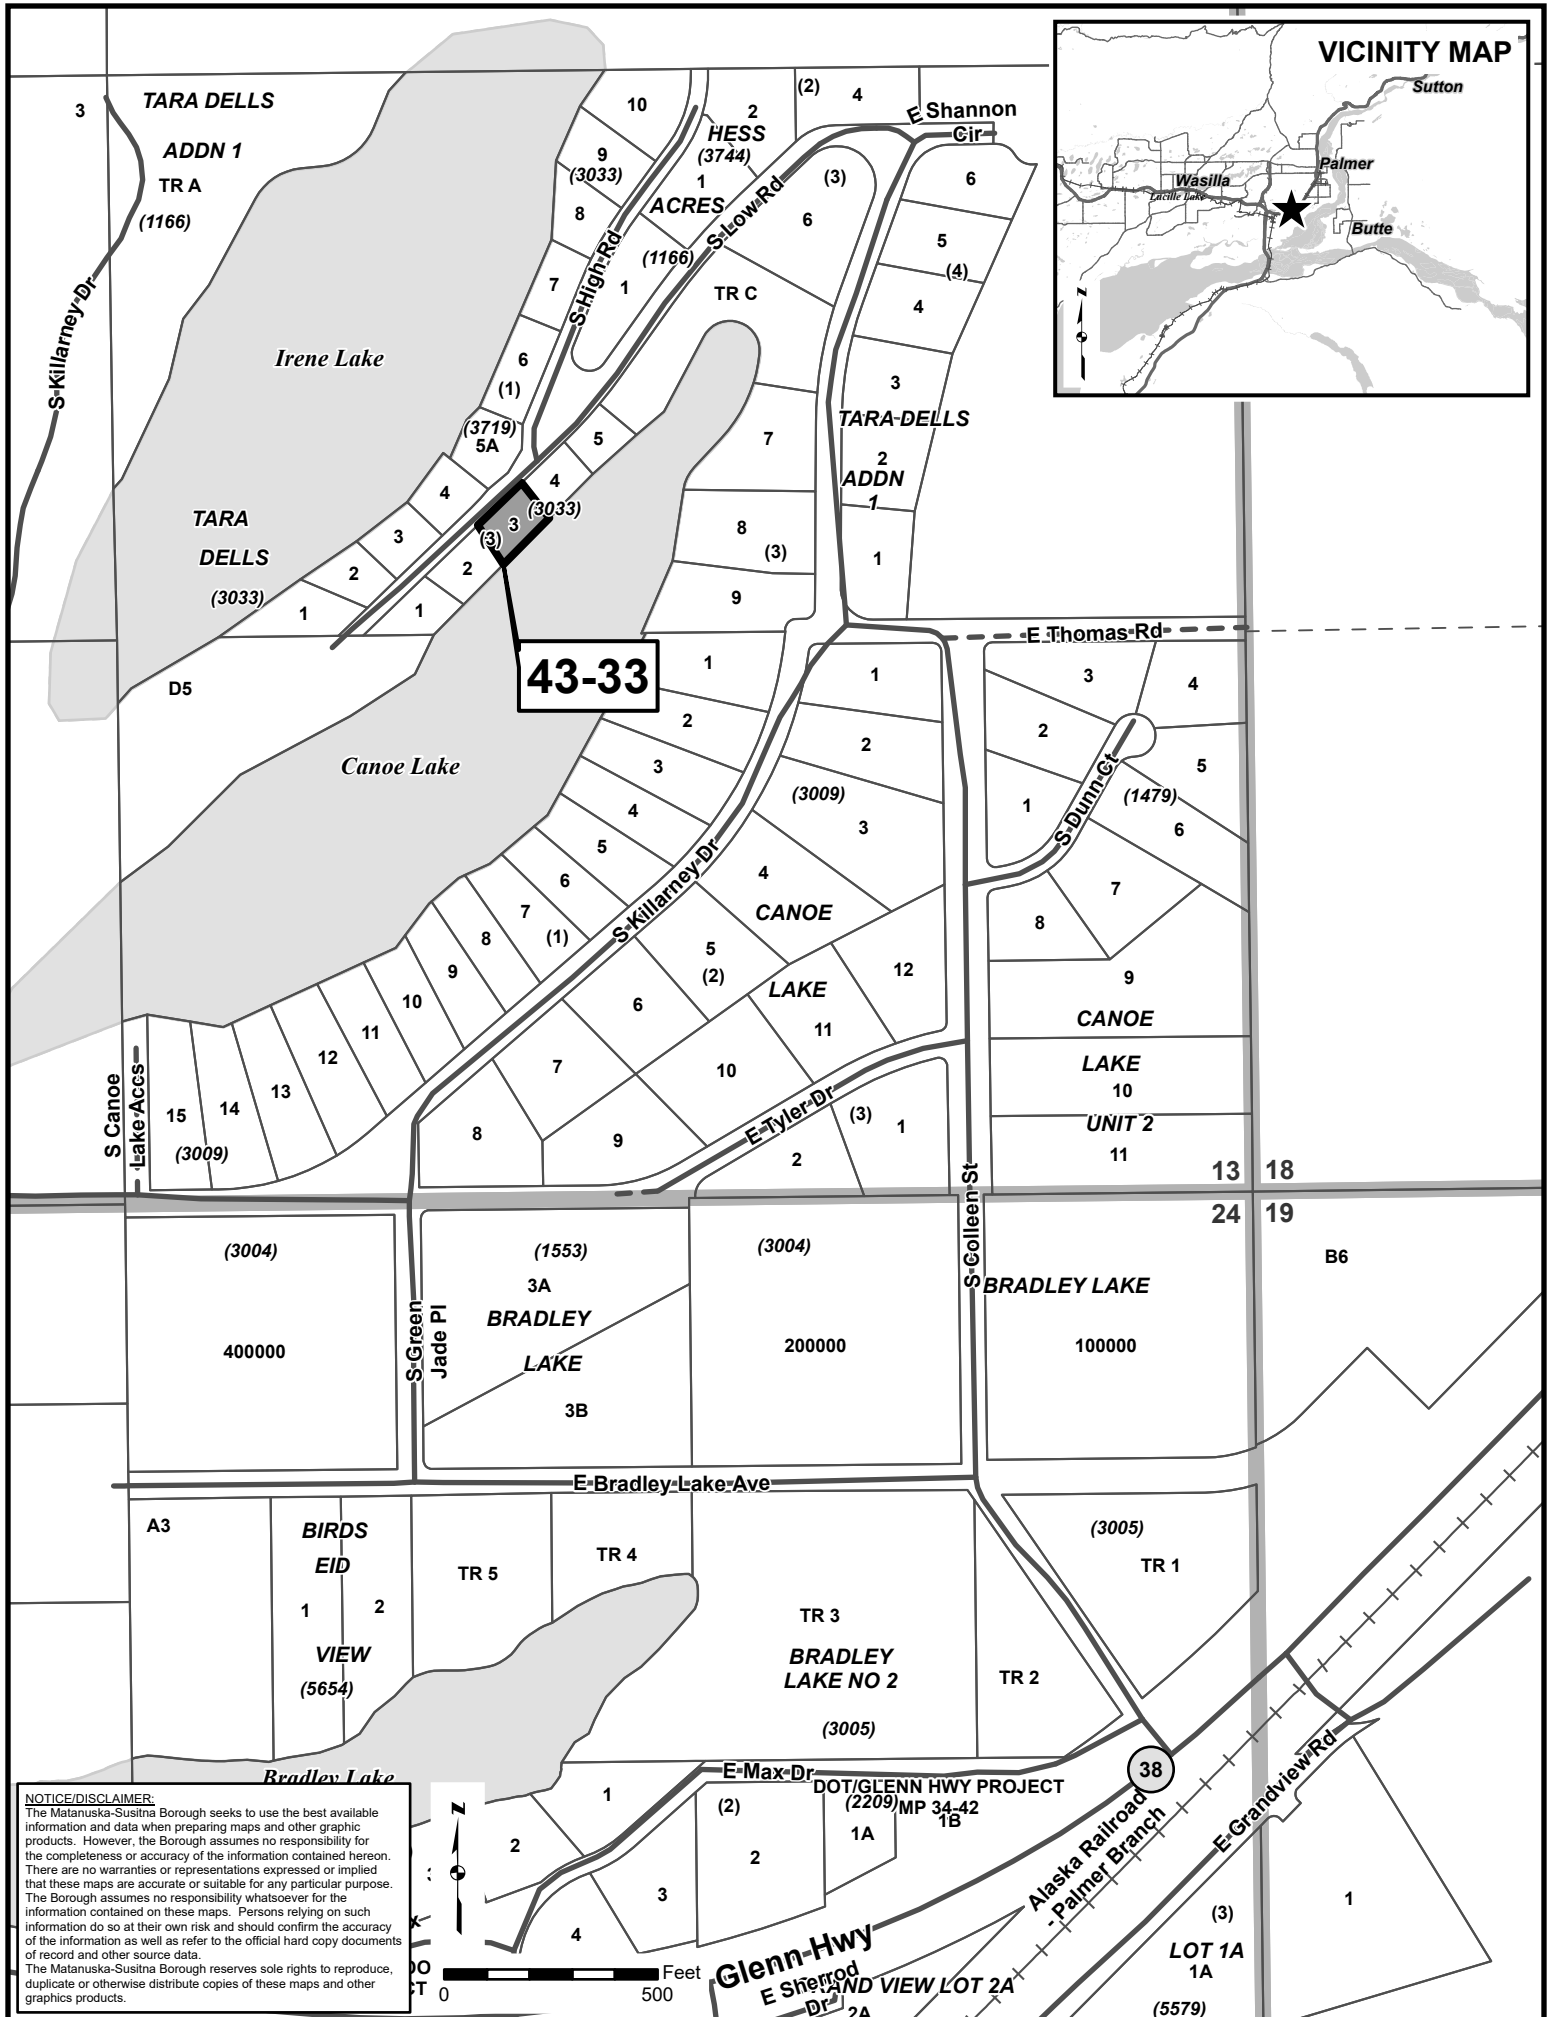 VICINITY MAP
Sutton
Palmer
Wasilla
Lucille Lake
Butte
Z
3
TARA DELLS
ADDN 1
TR A
(1166)
S Killarney Dr
Irene Lake
10
9
(3033)
8
7
6
(1)
(3719)
5A
4
3
2
1
S High Rd
2
HESS
(3744)
1
ACRES
(2)
4
E Shannon
Cir
S Low Rd
(1166)
1
TR C
(3)
6
6
5
(4)
4
3
TARA DELLS
2
ADDN
1
1
5
4
(3033)
3
(3)
2
1
TARA
DELLS
(3033)
7
8
(3)
9
43-33
D5
Canoe Lake
E Thomas Rd
1
2
3
4
5
6
7
(1)
8
9
10
11
12
13
14
15
(3009)
S Canoe
Lake Accs
S Killarney Dr
1
2
(3009)
3
4
CANOE
5
(2)
LAKE
12
6
11
7
10
8
9
E Tyler Dr
(3)
1
2
3
4
2
5
1
(1479)
6
S Dunn Ct
7
8
9
CANOE
LAKE
10
UNIT 2
11
13
18
24
19
(3004)
400000
S Green
Jade Pl
(1553)
3A
BRADLEY
LAKE
3B
(3004)
200000
S Colleen St
BRADLEY LAKE
100000
B6
E Bradley Lake Ave
A3
BIRDS
EID
1
2
VIEW
(5654)
TR 5
TR 4
TR 3
BRADLEY
LAKE NO 2
(3005)
TR 2
(3005)
TR 1
Bradley Lake
E Max Dr
DOT/GLENN HWY PROJECT
(2209)
MP 34-42
1B
1A
(2)
1
2
2
3
4
38
Alaska Railroad
- Palmer Branch
E Grandview Rd
Glenn Hwy
E Sherrod
Dr
AND VIEW LOT 2A
2A
(3)
1
LOT 1A
1A
(5579)
NOTICE/DISCLAIMER:
The Matanuska-Susitna Borough seeks to use the best available
information and data when preparing maps and other graphic
products. However, the Borough assumes no responsibility for
the completeness or accuracy of the information contained hereon.
There are no warranties or representations expressed or implied
that these maps are accurate or suitable for any particular purpose.
The Borough assumes no responsibility whatsoever for the
information contained on these maps. Persons relying on such
information do so at their own risk and should confirm the accuracy
of the information as well as refer to the official hard copy documents
of record and other source data.
The Matanuska-Susitna Borough reserves sole rights to reproduce,
duplicate or otherwise distribute copies of these maps and other
graphics products.
Z
0
500
Feet